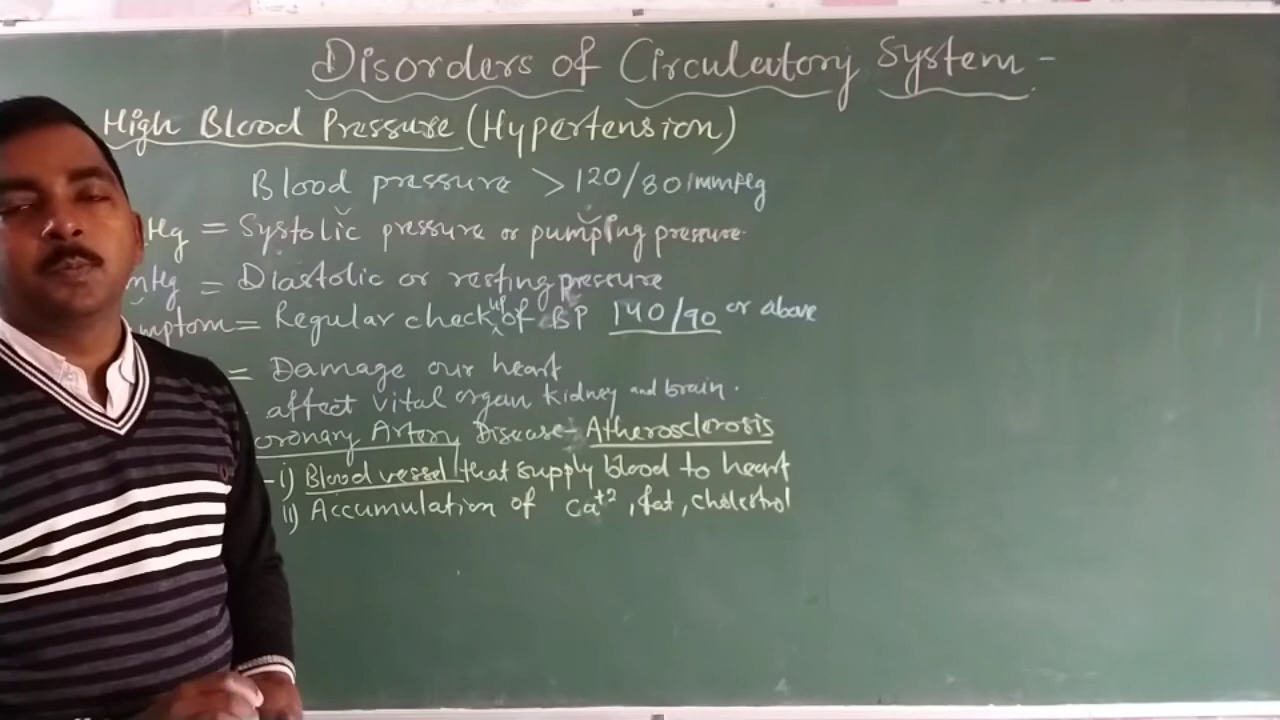 Disorders of Circulatory System -
High Blood Pressure (Hypertension)
Blood pressure > 120/80 mmHg
Hg = Systolic pressure or pumping pressure
mHg = Diastolic or resting pressure
mptom = Regular check up of BP 140/90 or above
= Damage our heart
affect vital organ kidney and brain.
oronary Artery Disease - Atherosclerosis
- i) Blood vessel that supply blood to heart
ii) Accumulation of Ca+2, fat, cholestrol